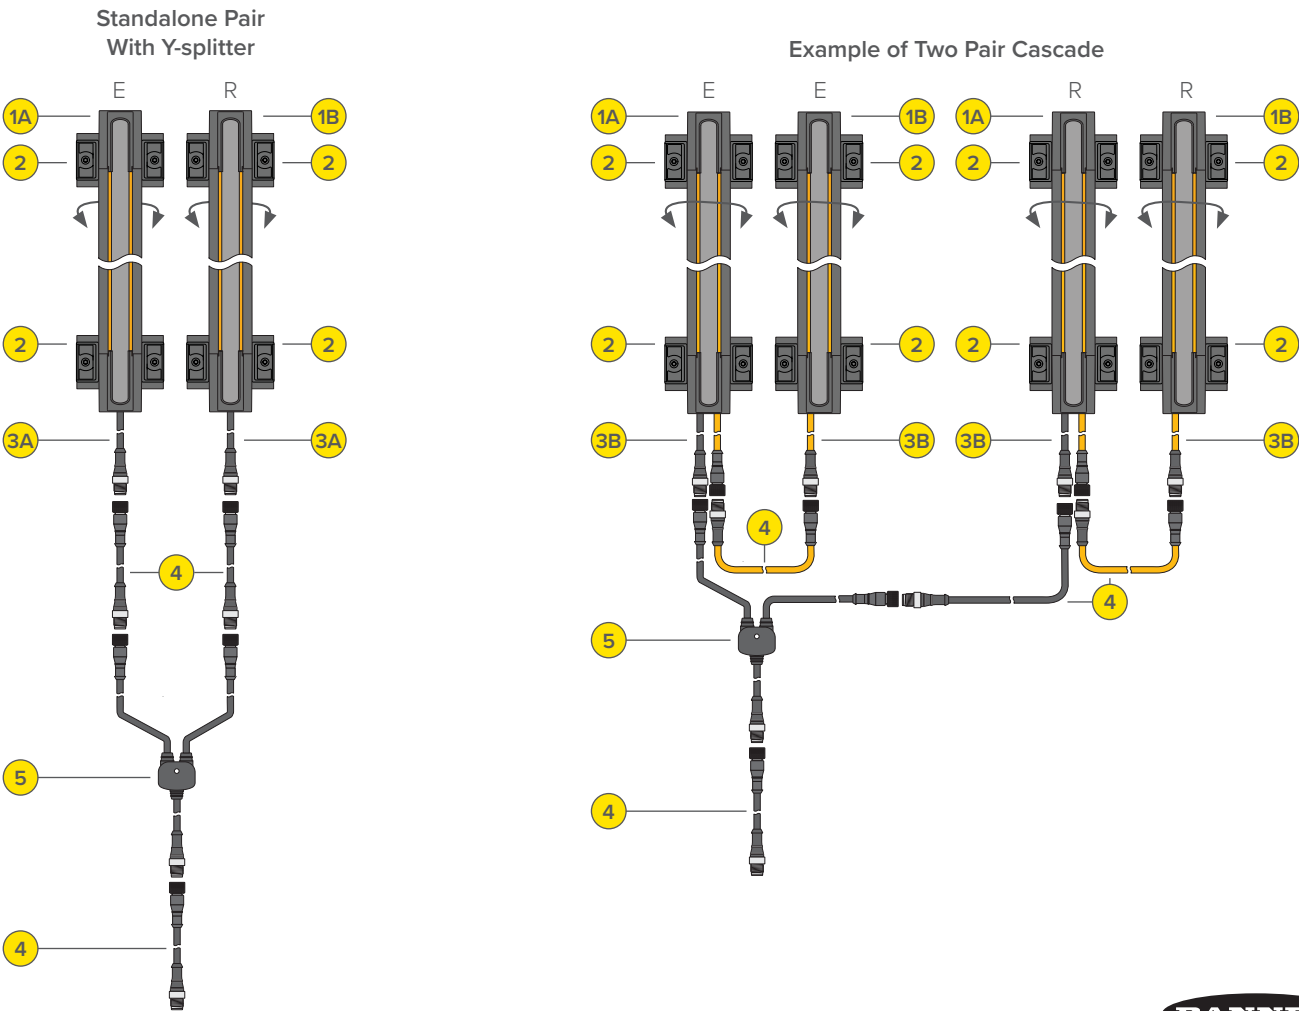 Standalone Pair
With Y-splitter
Example of Two Pair Cascade
E R
E E R R
1A 1B
1A 1B 1A 1B
2 2
2 2 2 2
2 2
2 2 2 2
3A 3A
3B 3B 3B 3B
4
4
4
5
5
4
4